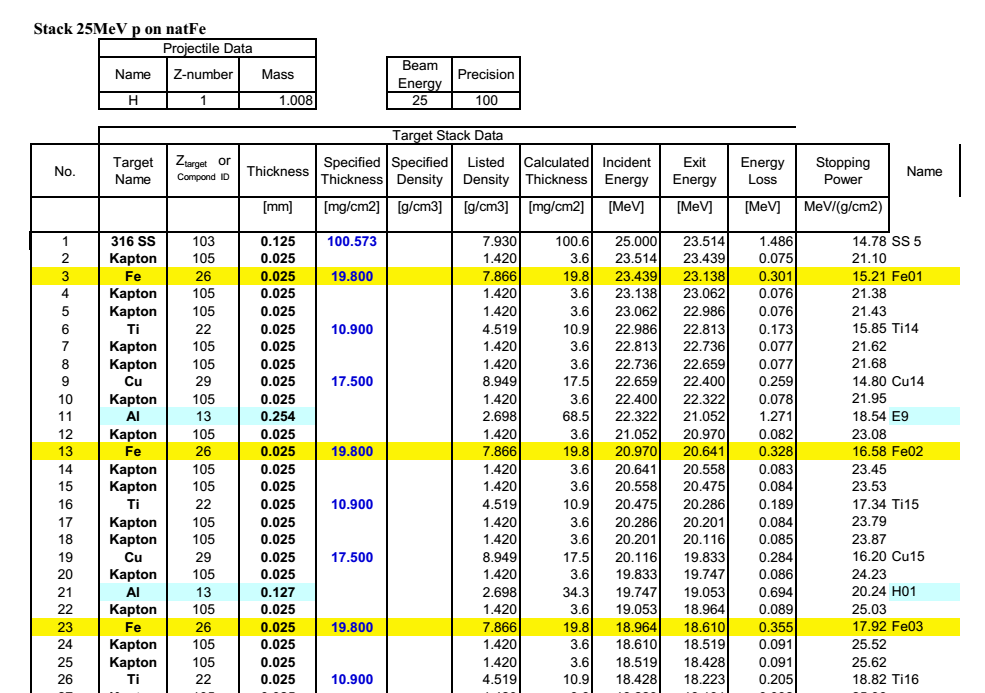 Stack 25MeV p on natFe
Projectile Data
Name Z-number Mass Beam Energy Precision
H 1 1.008 25 100
Target Stack Data
No. Target Name Ztarget or Compond ID Thickness Specified Thickness Specified Density Listed Density Calculated Thickness Incident Energy Exit Energy Energy Loss Stopping Power Name
[mm] [mg/cm2] [g/cm3] [g/cm3] [mg/cm2] [MeV] [MeV] [MeV] MeV/(g/cm2)
1 316 SS 103 0.125 100.573 7.930 100.6 25.000 23.514 1.486 14.78 SS 5
2 Kapton 105 0.025 1.420 3.6 23.514 23.439 0.075 21.10
3 Fe 26 0.025 19.800 7.866 19.8 23.439 23.138 0.301 15.21 Fe01
4 Kapton 105 0.025 1.420 3.6 23.138 23.062 0.076 21.38
5 Kapton 105 0.025 1.420 3.6 23.062 22.986 0.076 21.43
6 Ti 22 0.025 10.900 4.519 10.9 22.986 22.813 0.173 15.85 Ti14
7 Kapton 105 0.025 1.420 3.6 22.813 22.736 0.077 21.62
8 Kapton 105 0.025 1.420 3.6 22.736 22.659 0.077 21.68
9 Cu 29 0.025 17.500 8.949 17.5 22.659 22.400 0.259 14.80 Cu14
10 Kapton 105 0.025 1.420 3.6 22.400 22.322 0.078 21.95
11 Al 13 0.254 2.698 68.5 22.322 21.052 1.271 18.54 E9
12 Kapton 105 0.025 1.420 3.6 21.052 20.970 0.082 23.08
13 Fe 26 0.025 19.800 7.866 19.8 20.970 20.641 0.328 16.58 Fe02
14 Kapton 105 0.025 1.420 3.6 20.641 20.558 0.083 23.45
15 Kapton 105 0.025 1.420 3.6 20.558 20.475 0.084 23.53
16 Ti 22 0.025 10.900 4.519 10.9 20.475 20.286 0.189 17.34 Ti15
17 Kapton 105 0.025 1.420 3.6 20.286 20.201 0.084 23.79
18 Kapton 105 0.025 1.420 3.6 20.201 20.116 0.085 23.87
19 Cu 29 0.025 17.500 8.949 17.5 20.116 19.833 0.284 16.20 Cu15
20 Kapton 105 0.025 1.420 3.6 19.833 19.747 0.086 24.23
21 Al 13 0.127 2.698 34.3 19.747 19.053 0.694 20.24 H01
22 Kapton 105 0.025 1.420 3.6 19.053 18.964 0.089 25.03
23 Fe 26 0.025 19.800 7.866 19.8 18.964 18.610 0.355 17.92 Fe03
24 Kapton 105 0.025 1.420 3.6 18.610 18.519 0.091 25.52
25 Kapton 105 0.025 1.420 3.6 18.519 18.428 0.091 25.62
26 Ti 22 0.025 10.900 4.519 10.9 18.428 18.223 0.205 18.82 Ti16